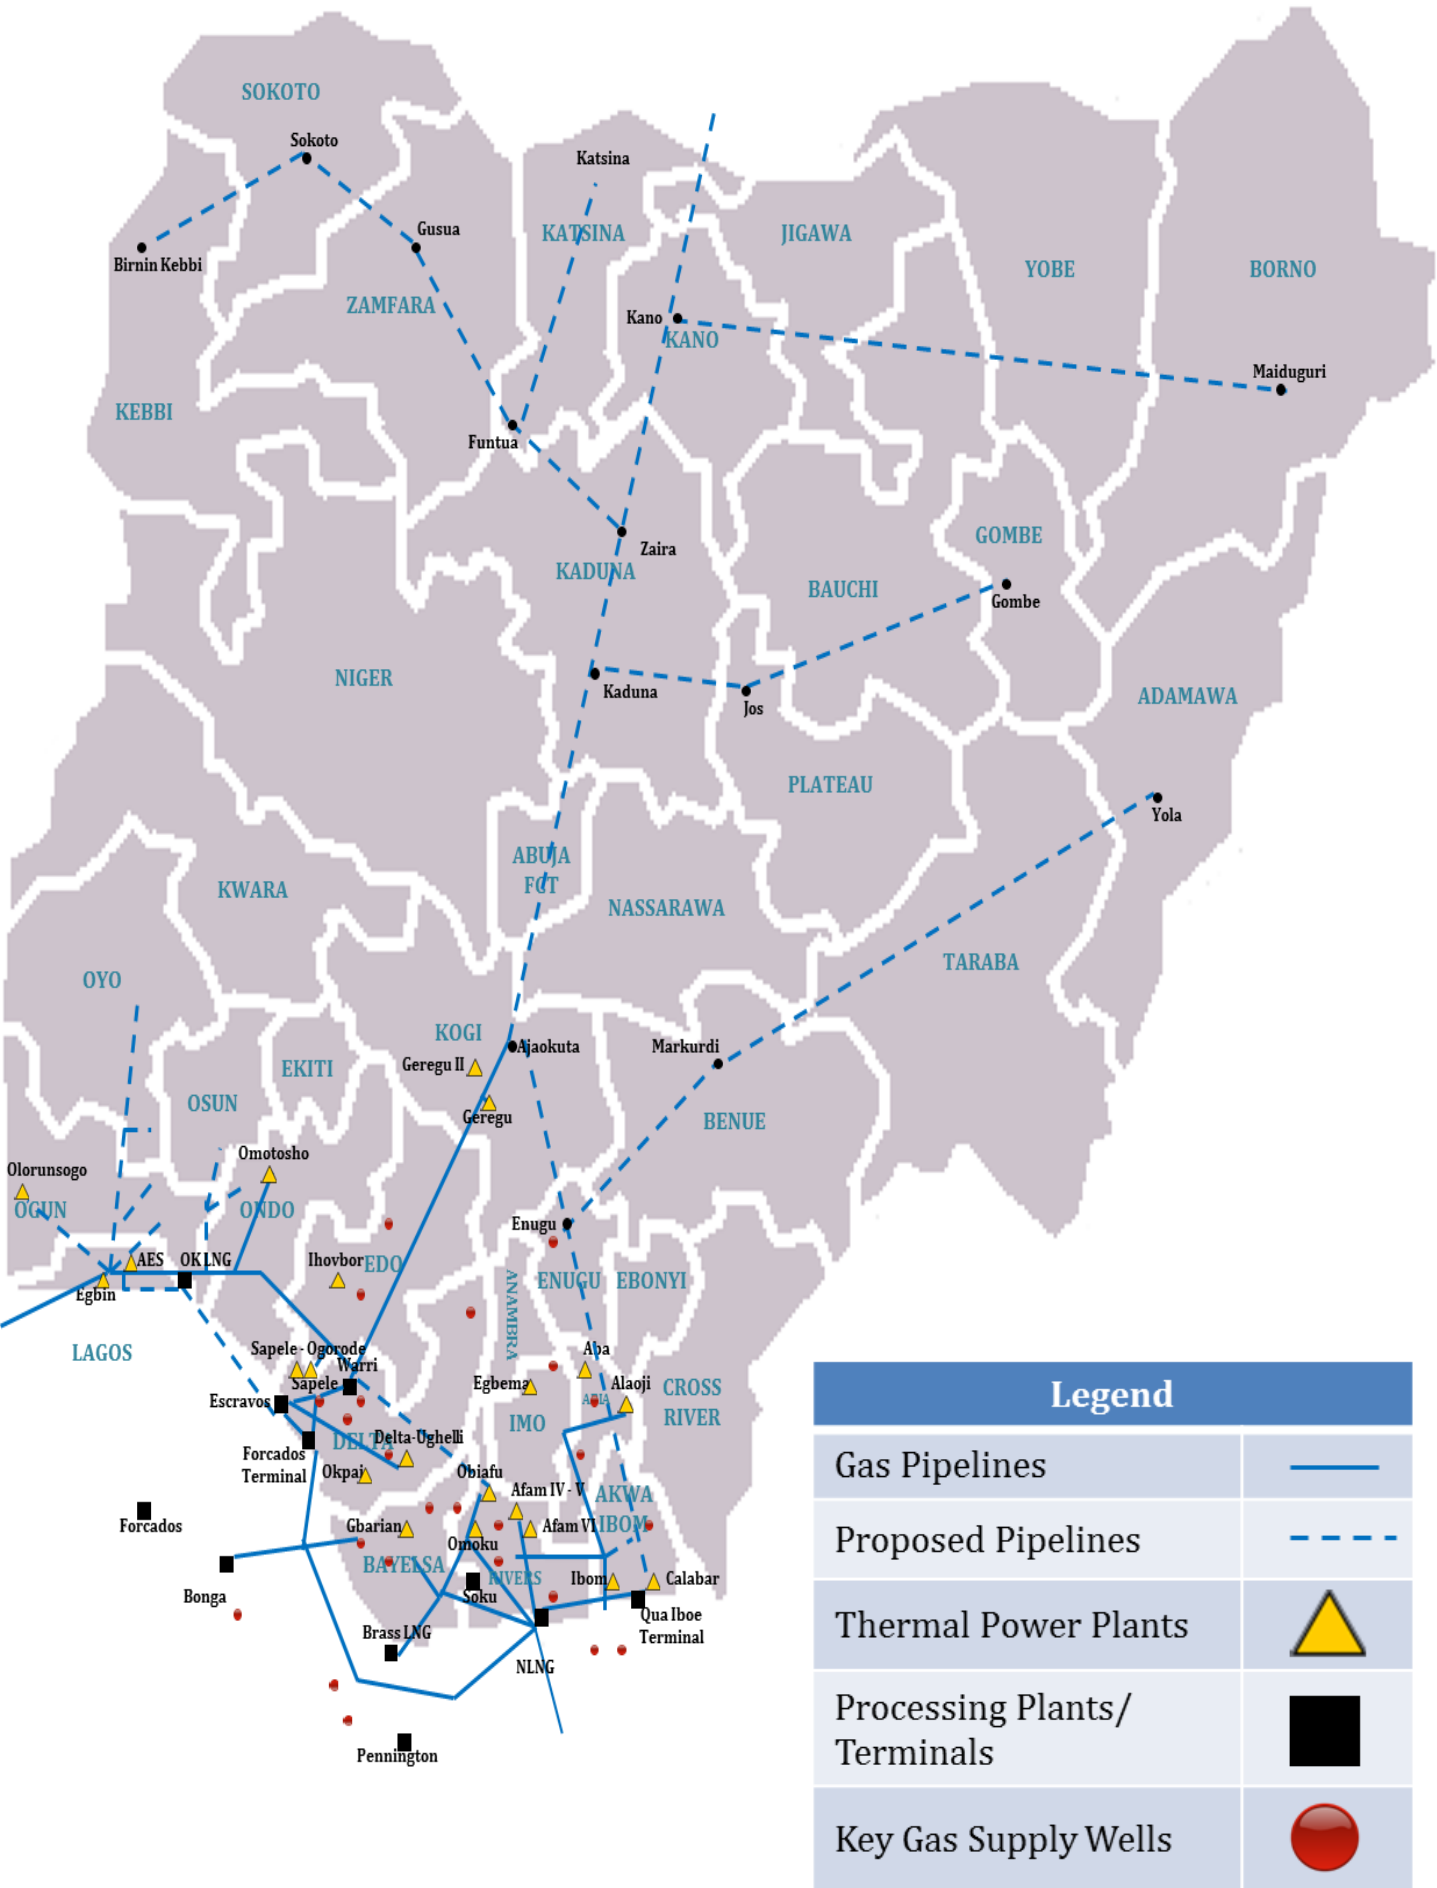 SOKOTO
Sokoto
Katsina
Gusua
KATSINA
JIGAWA
Birnin Kebbi
YOBE
BORNO
ZAMFARA
Kano
KANO
Maiduguri
KEBBI
Funtua
GOMBE
Zaira
KADUNA
BAUCHI
Gombe
NIGER
Kaduna
Jos
ADAMAWA
PLATEAU
Yola
ABUJA
FCT
KWARA
NASSARAWA
OYO
TARABA
KOGI
Ajaokuta
Markurdi
Geregu II
EKITI
OSUN
Geregu
BENUE
Omotosho
Olorunsogo
OGUN
ONDO
Enugu
AES
OK LNG
Ihovbor
EDO
ENUGU
EBONYI
Egbin
ANAMBRA
LAGOS
Sapele - Ogorode
Aba
Warri
Sapele
Egbema
Alaoji
CROSS
RIVER
Escravos
ABIA
IMO
DELTA
Delta-Ughelli
Forcados
Terminal
Okpai
Obiafu
Afam IV - V
AKWA
IBOM
Forcados
Gbarian
Omoku
Afam VI
BAYELSA
RIVERS
Ibom
Calabar
Bonga
Soku
Qua Iboe
Terminal
Brass LNG
NLNG
Pennington
Legend
Gas Pipelines
Proposed Pipelines
Thermal Power Plants
Processing Plants/
Terminals
Key Gas Supply Wells